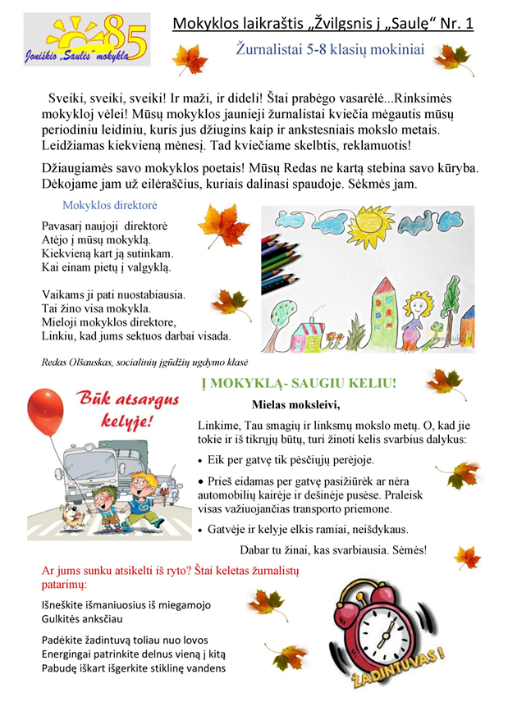 85
Joniškio „Saulės" mokykla
Mokyklos laikraštis „Žvilgsnis į „Saulę" Nr. 1
Žurnalistai 5-8 klasių mokiniai
Sveiki, sveiki, sveiki! Ir maži, ir dideli! Štai prabėgo vasarėlė...Rinksimės
mokykloj vėlei! Mūsų mokyklos jaunieji žurnalistai kviečia mėgautis mūsų
periodiniu leidiniu, kuris jus džiugins kaip ir ankstesniais mokslo metais.
Leidžiamas kiekvieną mėnesį. Tad kviečiame skelbtis, reklamuotis!
Džiaugiamės savo mokyklos poetais! Mūsų Redas ne kartą stebina savo kūryba.
Dėkojame jam už eilėraščius, kuriais dalinasi spaudoje. Sėkmės jam.
Mokyklos direktorė
Pavasarį naujoji direktorė
Atėjo į mūsų mokyklą.
Kiekvieną kart ją sutinkam.
Kai einam pietų į valgyklą.
Vaikams ji pati nuostabiausia.
Tai žino visa mokykla.
Mieloji mokyklos direktore,
Linkiu, kad jums sektuos darbai visada.
Redas Olšauskas, socialinių įgūdžių ugdymo klasė
Į MOKYKLĄ- SAUGIU KELIU!
Būk atsargus
kelyje!
Mielas moksleivi,
Linkime, Tau smagių ir linksmų mokslo metų. O, kad jie
tokie ir iš tikrųjų būtų, turi žinoti kelis svarbius dalykus:
• Eik per gatvę tik pėsčiųjų perėjoje.
• Prieš eidamas per gatvę pasižiūrėk ar nėra
automobilių kairėje ir dešinėje pusėse. Praleisk
visas važiuojančias transporto priemone.
• Gatvėje ir kelyje elkis ramiai, neišdykaus.
Dabar tu žinai, kas svarbiausia. Sėmės!
Ar jums sunku atsikelti iš ryto? Štai keletas žurnalistų
patarimų:
Išneškite išmaniuosius iš miegamojo
Gulkitės anksčiau
Padėkite žadintuvą toliau nuo lovos
Energingai patrinkite delnus vieną į kitą
Pabudę iškart išgerkite stiklinę vandens
ŽADINTUVAS!